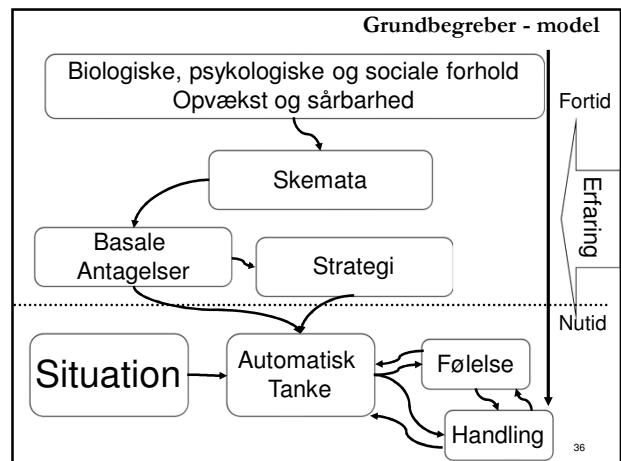 Grundbegreber - model
Biologiske, psykologiske og sociale forhold
Opvækst og sårbarhed
Fortid
Skemata
Erfaring
Basale
Antagelser
Strategi
Nutid
Situation
Automatisk
Tanke
Følelse
Handling
36